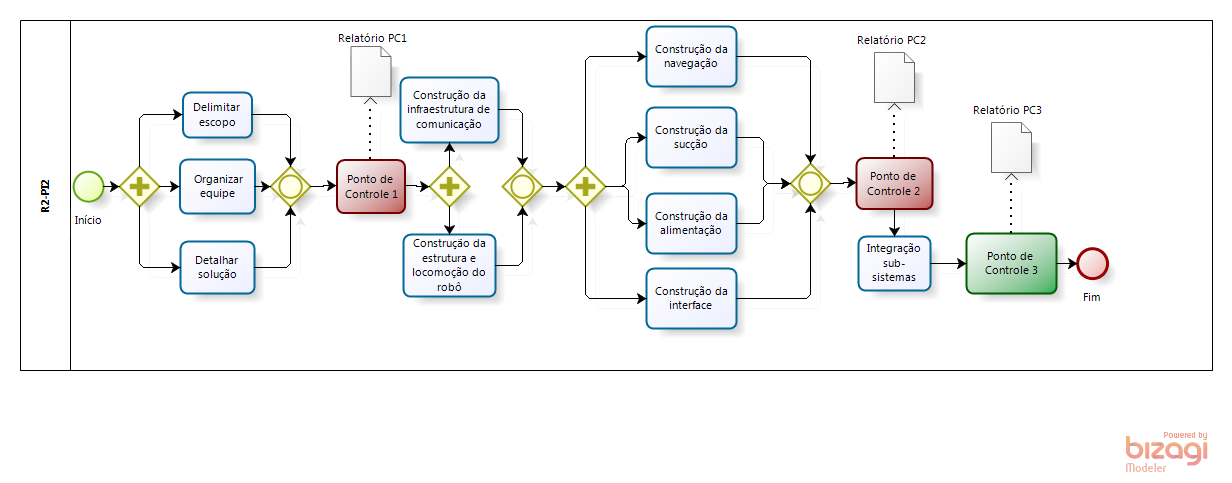 R2-PI2
Início
Delimitar
escopo
Organizar
equipe
Detalhar
solução
Relatório PC1
Ponto de
Controle 1
Construção da
infraestrutura de
comunicação
Construção da
estrutura e
locomoção do
robô
Construção da
navegação
Construção da
sucção
Construção da
alimentação
Construção da
interface
Relatório PC2
Ponto de
Controle 2
Integração
sub-
sistemas
Relatório PC3
Ponto de
Controle 3
Fim
Powered by
bizagi
Modeler